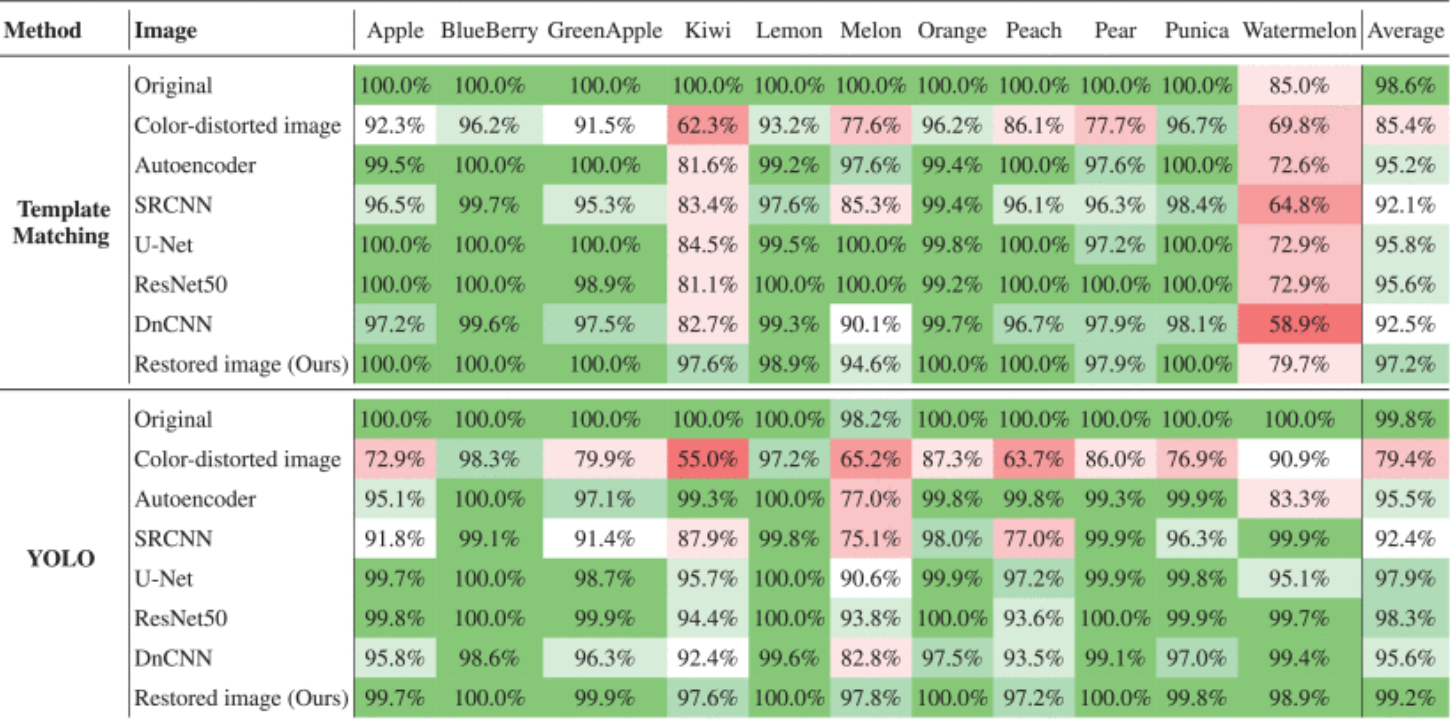 Method Image Apple BlueBerry GreenApple Kiwi Lemon Melon Orange Peach Pear Punica Watermelon Average
Template Matching
Original 100.0% 100.0% 100.0% 100.0% 100.0% 100.0% 100.0% 100.0% 100.0% 100.0% 85.0% 98.6%
Color-distorted image 92.3% 96.2% 91.5% 62.3% 93.2% 77.6% 96.2% 86.1% 77.7% 96.7% 69.8% 85.4%
Autoencoder 99.5% 100.0% 100.0% 81.6% 99.2% 97.6% 99.4% 100.0% 97.6% 100.0% 72.6% 95.2%
SRCNN 96.5% 99.7% 95.3% 83.4% 97.6% 85.3% 99.4% 96.1% 96.3% 98.4% 64.8% 92.1%
U-Net 100.0% 100.0% 100.0% 84.5% 99.5% 100.0% 99.8% 100.0% 97.2% 100.0% 72.9% 95.8%
ResNet50 100.0% 100.0% 98.9% 81.1% 100.0% 100.0% 99.2% 100.0% 100.0% 100.0% 72.9% 95.6%
DnCNN 97.2% 99.6% 97.5% 82.7% 99.3% 90.1% 99.7% 96.7% 97.9% 98.1% 58.9% 92.5%
Restored image (Ours) 100.0% 100.0% 100.0% 97.6% 98.9% 94.6% 100.0% 100.0% 97.9% 100.0% 79.7% 97.2%
YOLO
Original 100.0% 100.0% 100.0% 100.0% 100.0% 98.2% 100.0% 100.0% 100.0% 100.0% 100.0% 99.8%
Color-distorted image 72.9% 98.3% 79.9% 55.0% 97.2% 65.2% 87.3% 63.7% 86.0% 76.9% 90.9% 79.4%
Autoencoder 95.1% 100.0% 97.1% 99.3% 100.0% 77.0% 99.8% 99.8% 99.3% 99.9% 83.3% 95.5%
SRCNN 91.8% 99.1% 91.4% 87.9% 99.8% 75.1% 98.0% 77.0% 99.9% 96.3% 99.9% 92.4%
U-Net 99.7% 100.0% 98.7% 95.7% 100.0% 90.6% 99.9% 97.2% 99.9% 99.8% 95.1% 97.9%
ResNet50 99.8% 100.0% 99.9% 94.4% 100.0% 93.8% 100.0% 93.6% 100.0% 99.9% 99.7% 98.3%
DnCNN 95.8% 98.6% 96.3% 92.4% 99.6% 82.8% 97.5% 93.5% 99.1% 97.0% 99.4% 95.6%
Restored image (Ours) 99.7% 100.0% 99.9% 97.6% 100.0% 97.8% 100.0% 97.2% 100.0% 99.8% 98.9% 99.2%